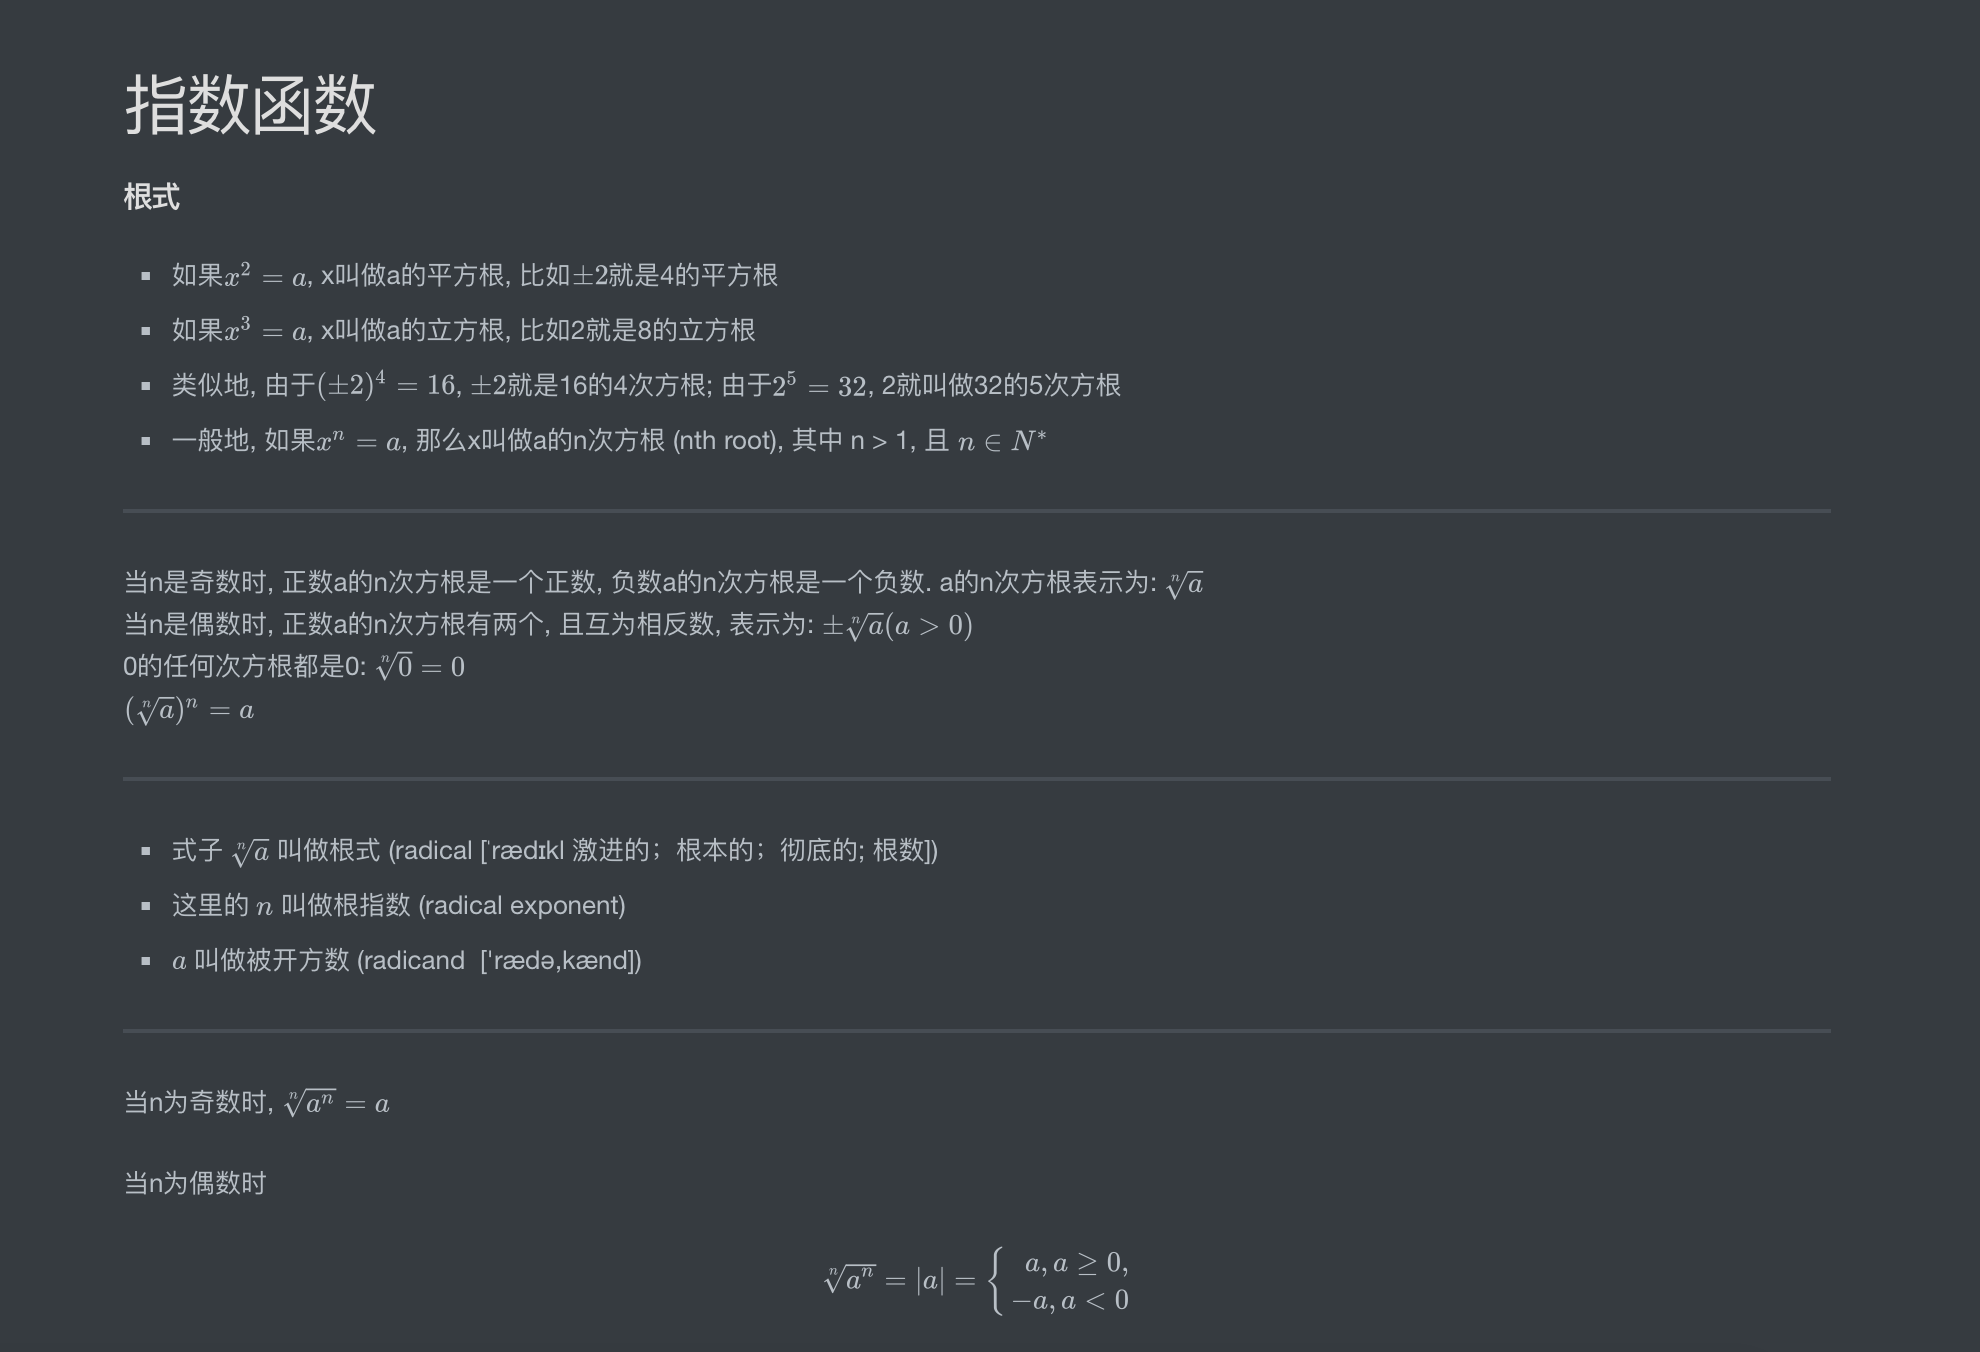 指数函数
根式
▪ 如果$x^2 = a$, x叫做a的平方根, 比如$\pm 2$就是4的平方根
▪ 如果$x^3 = a$, x叫做a的立方根, 比如2就是8的立方根
▪ 类似地, 由于$(\pm 2)^4 = 16$, $\pm 2$就是16的4次方根; 由于$2^5 = 32$, 2就叫做32的5次方根
▪ 一般地, 如果$x^n = a$, 那么x叫做a的n次方根 (nth root), 其中 n > 1, 且 $n \in N^*$
当n是奇数时, 正数a的n次方根是一个正数, 负数a的n次方根是一个负数. a的n次方根表示为: $\sqrt[n]{a}$
当n是偶数时, 正数a的n次方根有两个, 且互为相反数, 表示为: $\pm \sqrt[n]{a}(a > 0)$
0的任何次方根都是0: $\sqrt[n]{0} = 0$
$(\sqrt[n]{a})^n = a$
▪ 式子 $\sqrt[n]{a}$ 叫做根式 (radical [ˈrædɪkl 激进的；根本的；彻底的; 根数])
▪ 这里的 $n$ 叫做根指数 (radical exponent)
▪ $a$ 叫做被开方数 (radicand ['rædə,kænd])
当n为奇数时, $\sqrt[n]{a^n} = a$
当n为偶数时
$\sqrt[n]{a^n} = |a| = \begin{cases} a, a \geq 0, \\ -a, a < 0 \end{cases}$